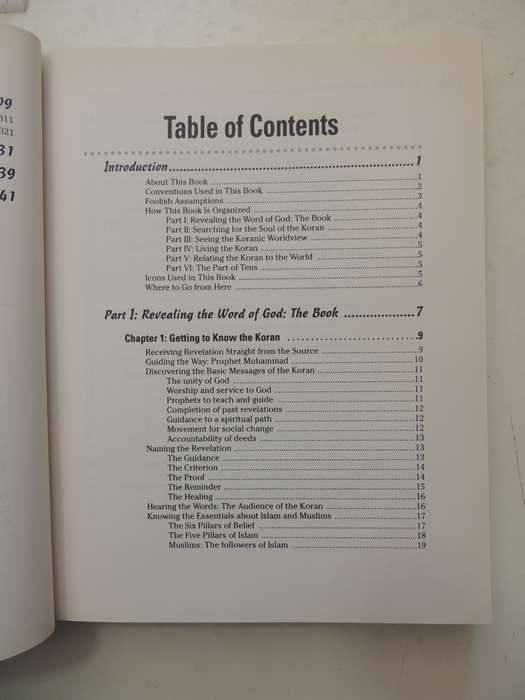 09
311
321
31
39
41
Table of Contents
Introduction.................................................................1
About This Book ..........................................................1
Conventions Used in This Book ..........................................2
Foolish Assumptions ......................................................3
How This Book Is Organized ..............................................4
Part I: Revealing the Word of God: The Book ............................4
Part II: Searching for the Soul of the Koran ............................4
Part III: Seeing the Koranic Worldview ..................................4
Part IV: Living the Koran ................................................5
Part V: Relating the Koran to the World .................................5
Part VI: The Part of Tens ................................................5
Icons Used in This Book ..................................................5
Where to Go from Here ....................................................6
Part I: Revealing the Word of God: The Book ...................7
Chapter 1: Getting to Know the Koran ..........................9
Receiving Revelation Straight from the Source ..........................9
Guiding the Way: Prophet Muhammad ......................................10
Discovering the Basic Messages of the Koran ............................11
The unity of God .........................................................11
Worship and service to God ..............................................11
Prophets to teach and guide .............................................11
Completion of past revelations ..........................................12
Guidance to a spiritual path ............................................12
Movement for social change ..............................................12
Accountability of deeds .................................................13
Naming the Revelation ....................................................13
The Guidance .............................................................13
The Criterion ............................................................14
The Proof ................................................................14
The Reminder .............................................................15
The Healing ..............................................................16
Hearing the Words: The Audience of the Koran ...........................16
Knowing the Essentials about Islam and Muslims .........................17
The Six Pillars of Belief ...............................................17
The Five Pillars of Islam ...............................................18
Muslims: The followers of Islam .........................................19